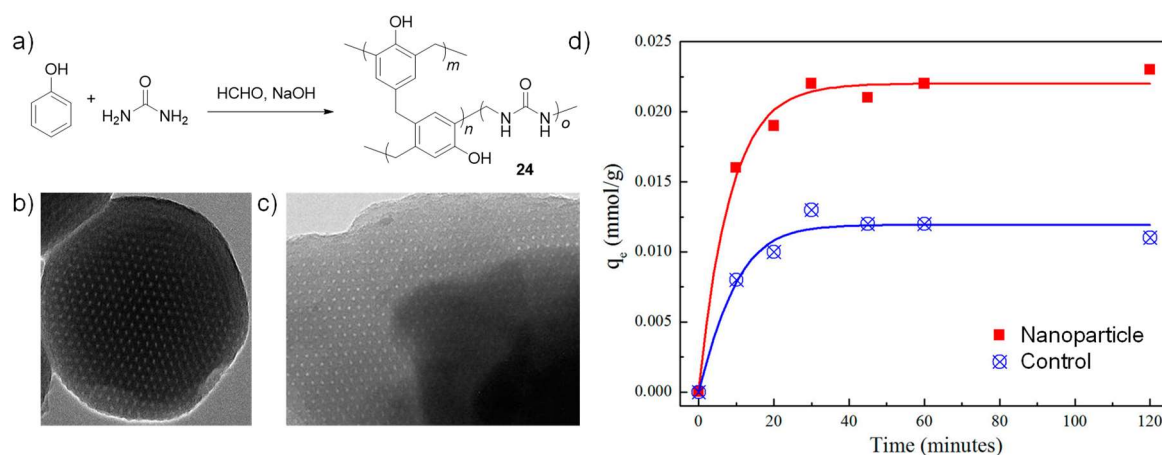 a)
OH
+
O
H₂N
NH₂
HCHO, NaOH
OH
m
n
O
N
H
N
H
o
OH
24
b)
c)
d)
0.025
0.020
0.015
0.010
0.005
0.000
qₑ (mmol/g)
Nanoparticle
Control
0
20
40
60
80
100
120
Time (minutes)